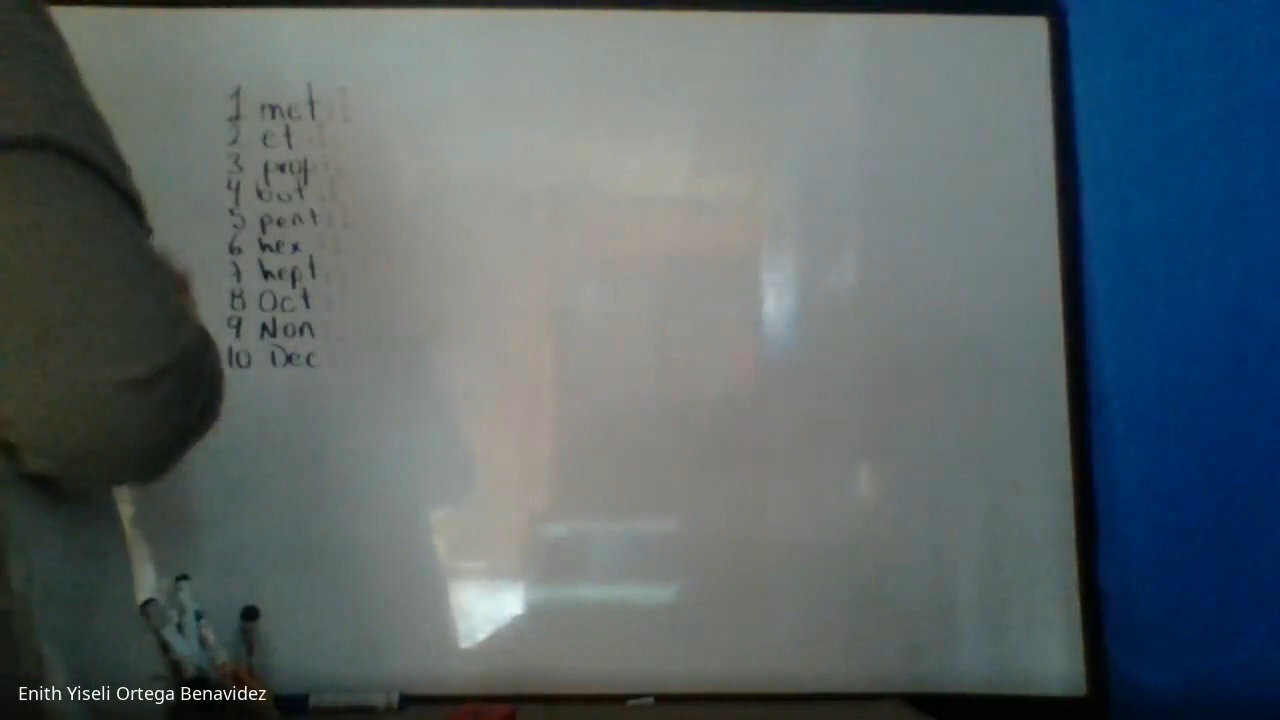 1 met
2 et
3 prop
4 but
5 pent
6 hex
7 hept
8 Oct
9 Non
10 Dec
Enith Yiseli Ortega Benavidez